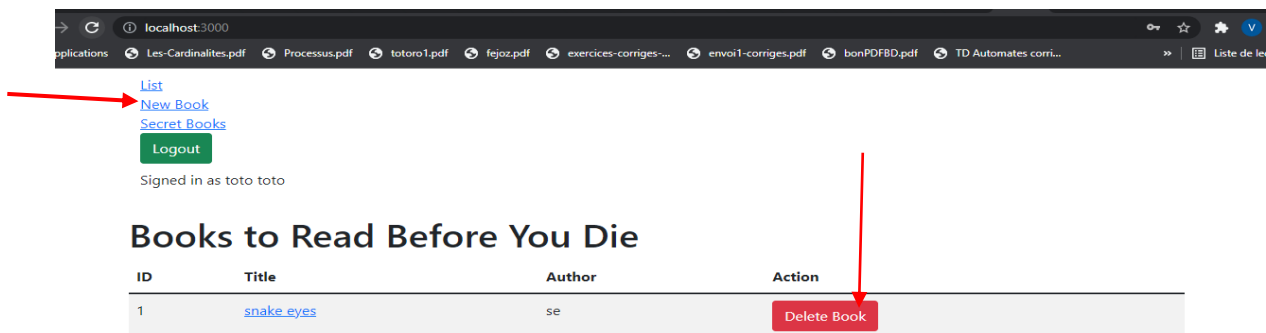 localhost:3000
pplications Les-Cardinalites.pdf Processus.pdf totoro1.pdf fejoz.pdf exercices-corriges-... envoi1-corriges.pdf bonPDFBD.pdf TD Automates corri... » Liste de le
List
New Book
Secret Books
Logout
Signed in as toto toto
Books to Read Before You Die
ID Title Author Action
1 snake eyes se Delete Book